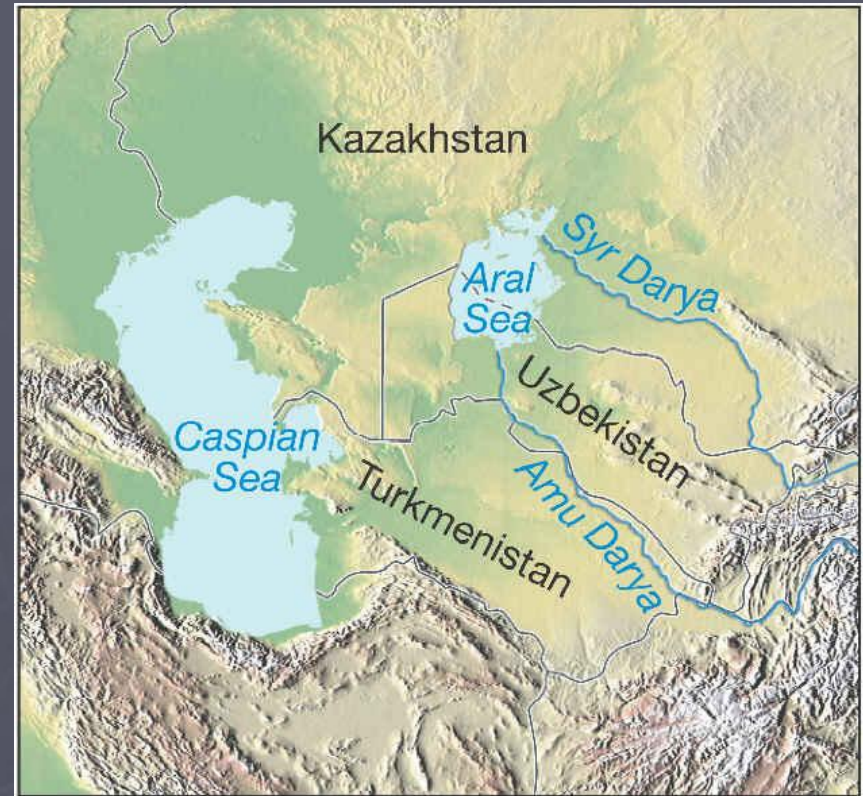 Kazakhstan
Syr Darya
Aral
Sea
Uzbekistan
Caspian
Sea
Turkmenistan
Amu Darya